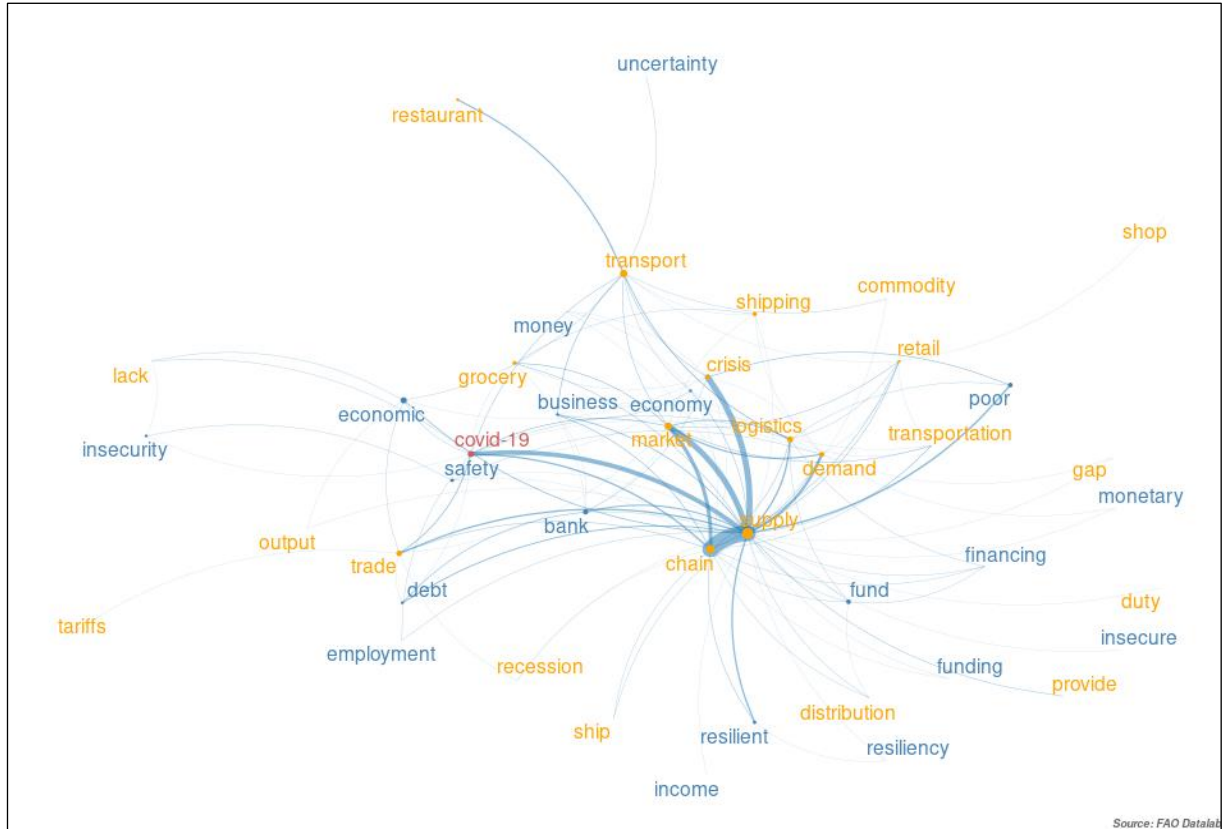 uncertainty
restaurant
shop
transport
commodity
shipping
money
retail
crisis
lack
grocery
poor
business
economy
economic
logistics
transportation
covid-19
market
insecurity
safety
demand
gap
monetary
supply
bank
output
financing
trade
chain
debt
fund
duty
tariffs
insecure
employment
recession
funding
provide
distribution
ship
resilient
resiliency
income
Source: FAO Datalab